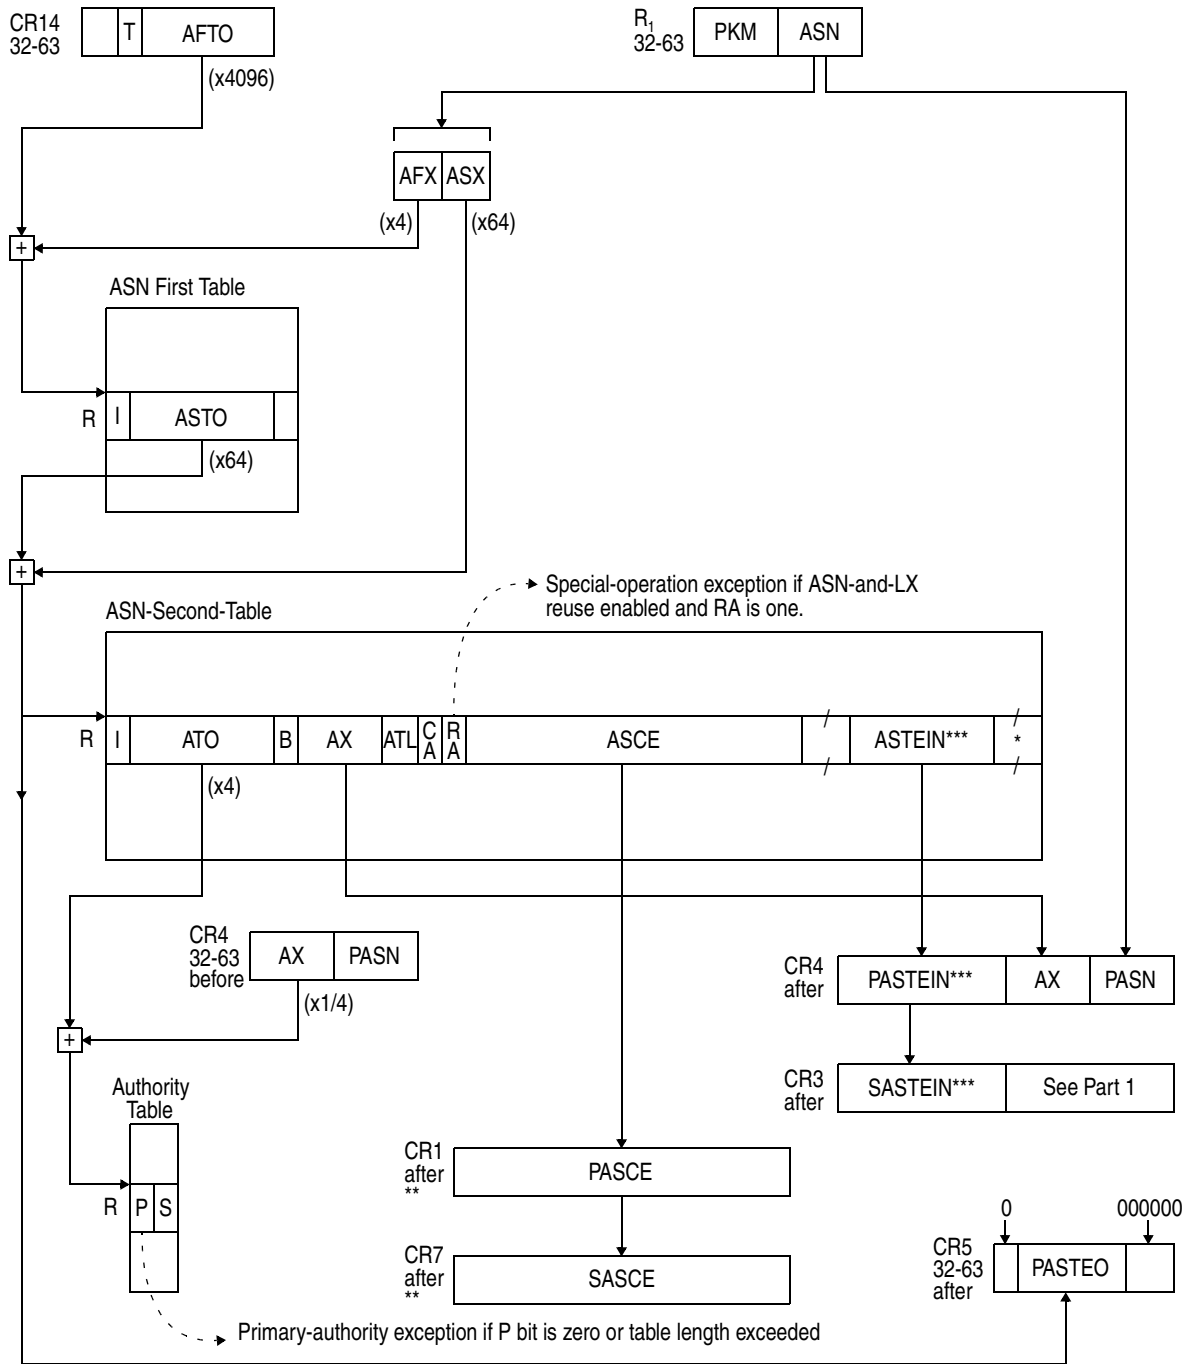 CR14
32-63
T
AFTO
(x4096)
R1
32-63
PKM
ASN
AFX
ASX
(x4)
(x64)
+
ASN First Table
R
I
ASTO
(x64)
+
Special-operation exception if ASN-and-LX
reuse enabled and RA is one.
ASN-Second-Table
R
I
ATO
B
AX
ATL
C
A
R
A
ASCE
/
/
ASTEIN***
/
*
/
(x4)
CR4
32-63
before
AX
PASN
(x1/4)
+
CR4
after
PASTEIN***
AX
PASN
CR3
after
SASTEIN***
See Part 1
Authority
Table
R
P
S
CR1
after
**
PASCE
CR7
after
**
SASCE
0
000000
CR5
32-63
after
PASTEO
Primary-authority exception if P bit is zero or table length exceeded